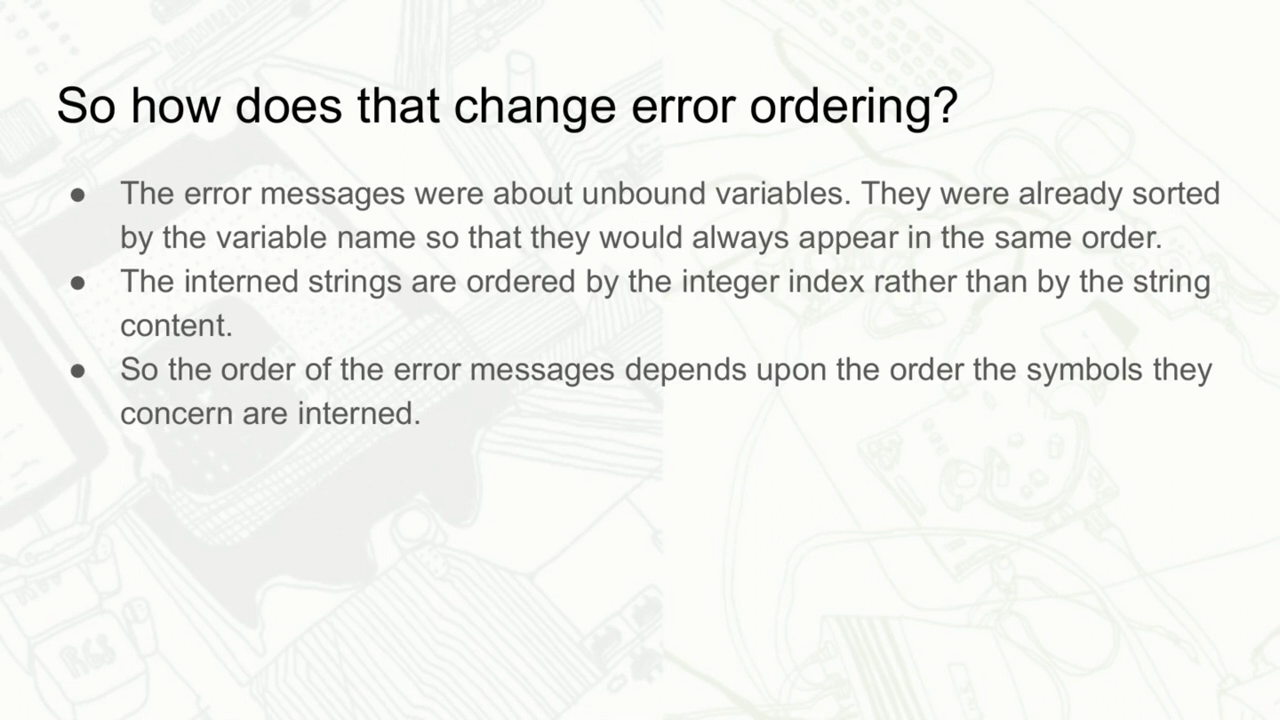 So how does that change error ordering?
● The error messages were about unbound variables. They were already sorted
by the variable name so that they would always appear in the same order.
● The interned strings are ordered by the integer index rather than by the string
content.
● So the order of the error messages depends upon the order the symbols they
concern are interned.
RGB